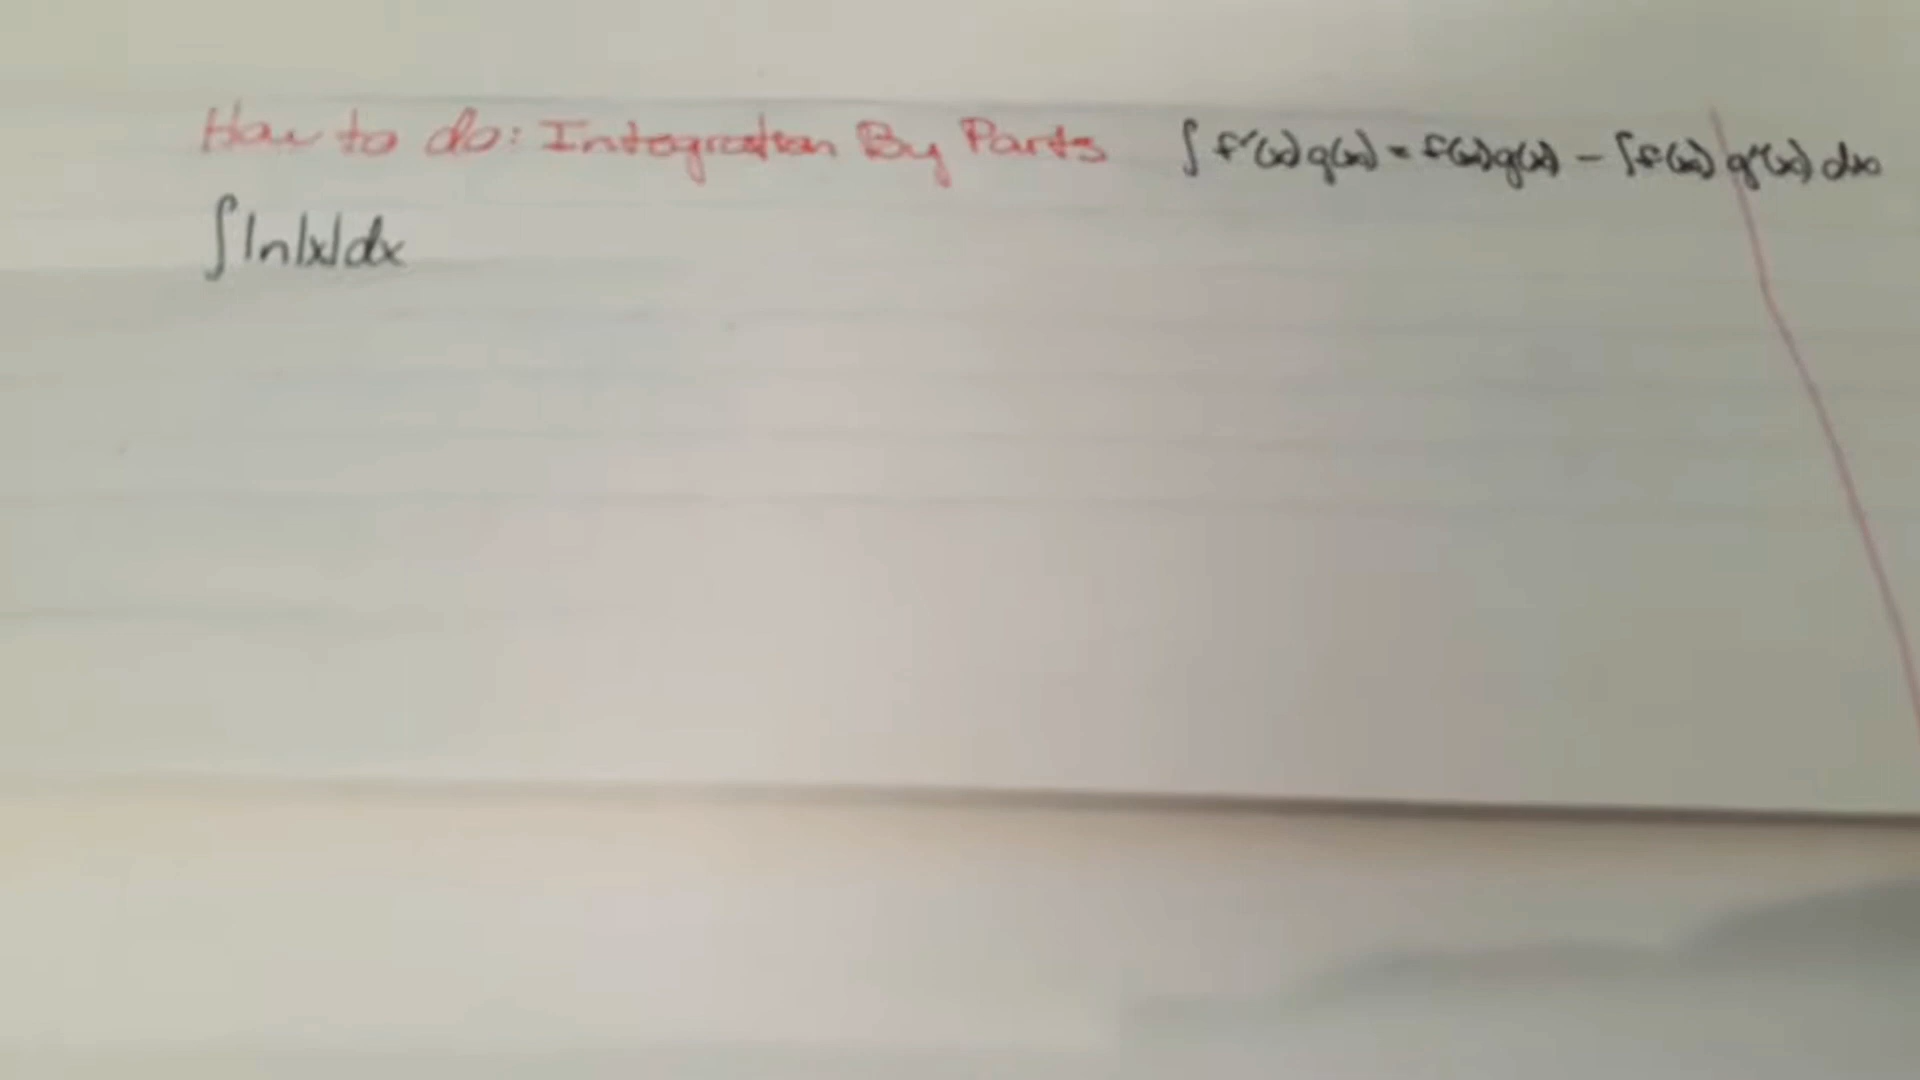 How to do: Integration By Parts ∫ f'(x)g(x) = f(x)g(x) - ∫f(x)g'(x)dx
∫ln|x|dx